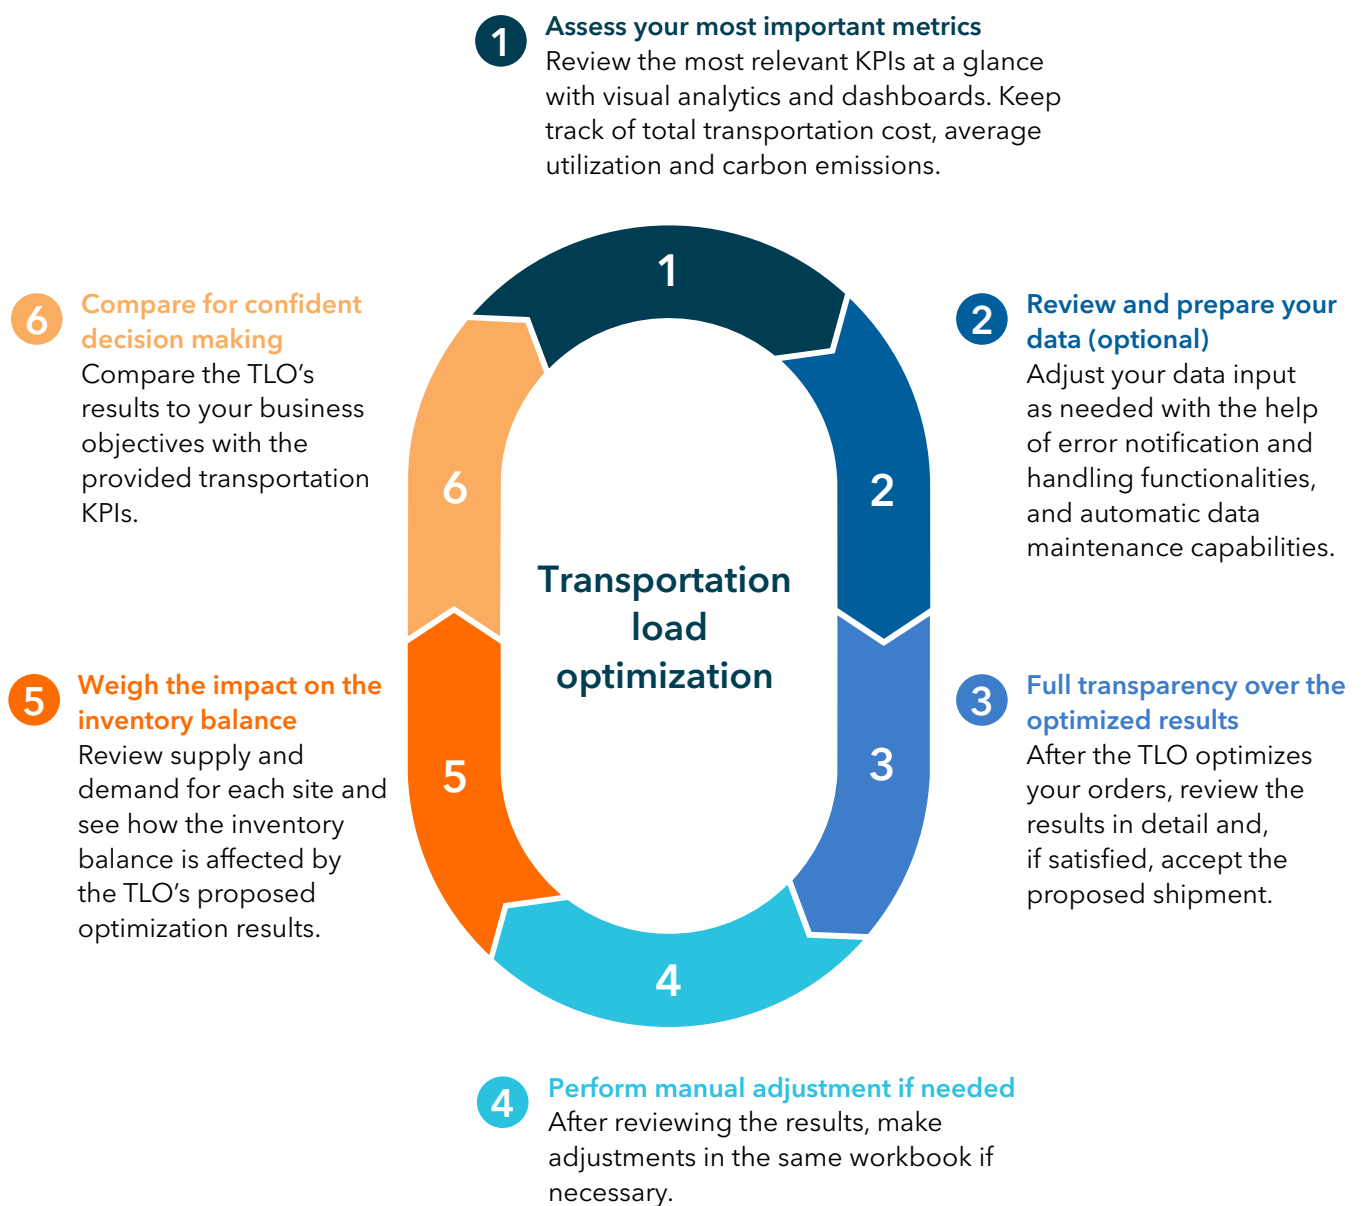 1
Assess your most important metrics
Review the most relevant KPIs at a glance
with visual analytics and dashboards. Keep
track of total transportation cost, average
utilization and carbon emissions.
1
2
3
4
5
6
Transportation
load
optimization
2
Review and prepare your
data (optional)
Adjust your data input
as needed with the help
of error notification and
handling functionalities,
and automatic data
maintenance capabilities.
3
Full transparency over the
optimized results
After the TLO optimizes
your orders, review the
results in detail and,
if satisfied, accept the
proposed shipment.
4
Perform manual adjustment if needed
After reviewing the results, make
adjustments in the same workbook if
necessary.
5
Weigh the impact on the
inventory balance
Review supply and
demand for each site and
see how the inventory
balance is affected by
the TLO’s proposed
optimization results.
6
Compare for confident
decision making
Compare the TLO’s
results to your business
objectives with the
provided transportation
KPIs.